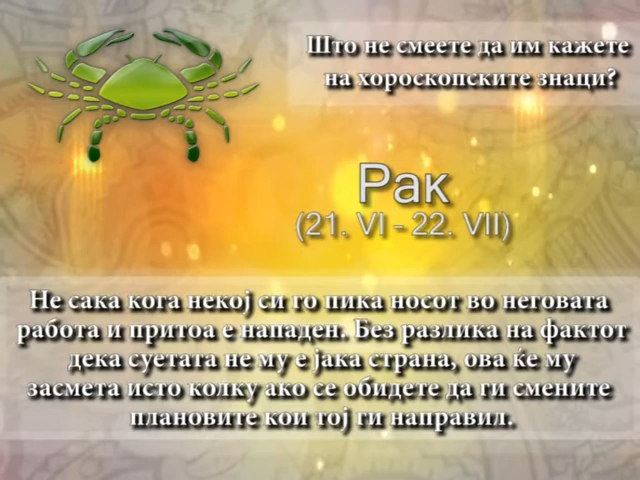 Што не смеете да им кажете
на хороскопските знаци?
Рак
(21. VI - 22. VII)
Не сака кога некој си го пика носот во неговата
работа и притоа е нападен. Без разлика на фактот
дека суетата не му е јака страна, ова ќе му
засмета исто колку ако се обидете да ги смените
плановите кои тој ги направил.